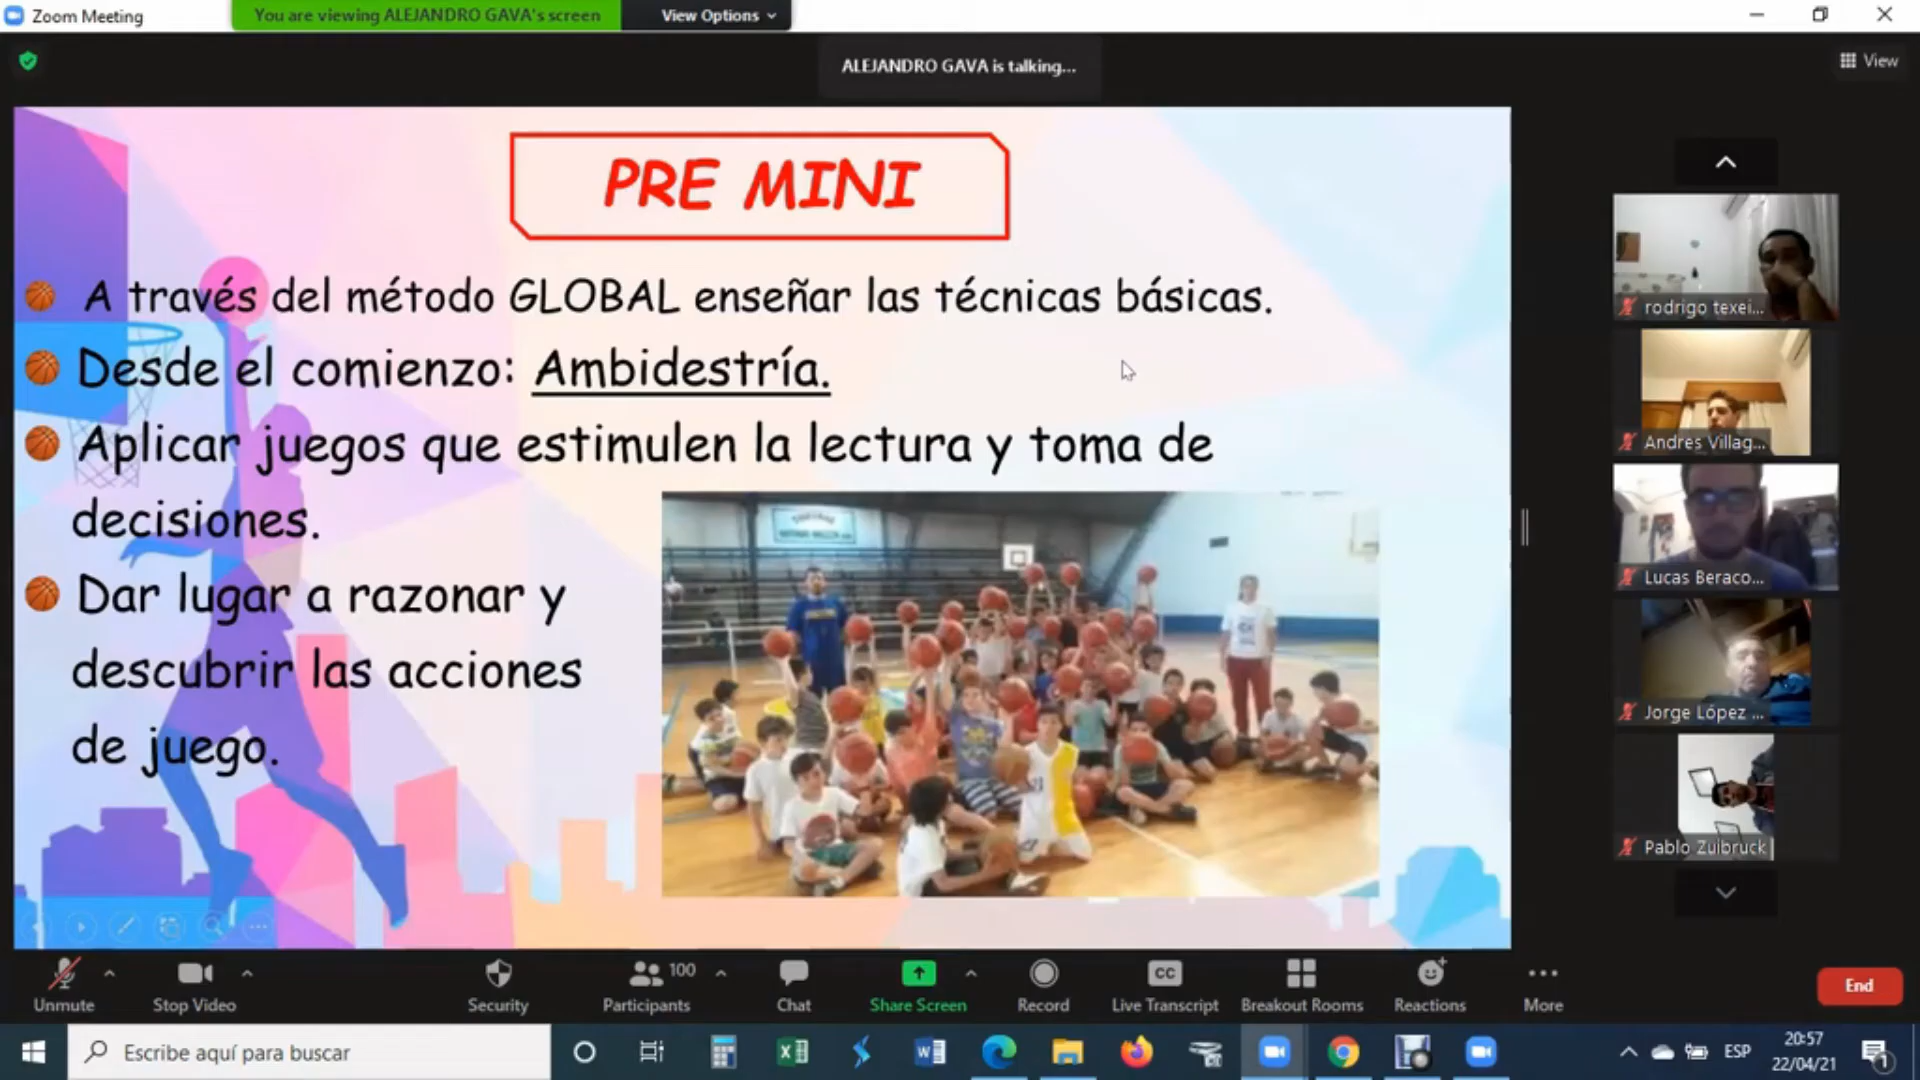 Zoom Meeting
You are viewing ALEJANDRO GAVA's screen
View Options
ALEJANDRO GAVA is talking...
View
PRE MINI
A través del método GLOBAL enseñar las técnicas básicas.
Desde el comienzo: Ambidestría.
Aplicar juegos que estimulen la lectura y toma de
decisiones.
Dar lugar a razonar y
descubrir las acciones
de juego.
rodrigo texei...
Andres Villag...
Lucas Beraco...
Jorge López ...
Pablo Zuibruck
Unmute
Stop Video
Security
Participants
100
Chat
Share Screen
Record
CC
Live Transcript
Breakout Rooms
Reactions
More
End
Escribe aquí para buscar
ESP
20:57
22/04/21
1